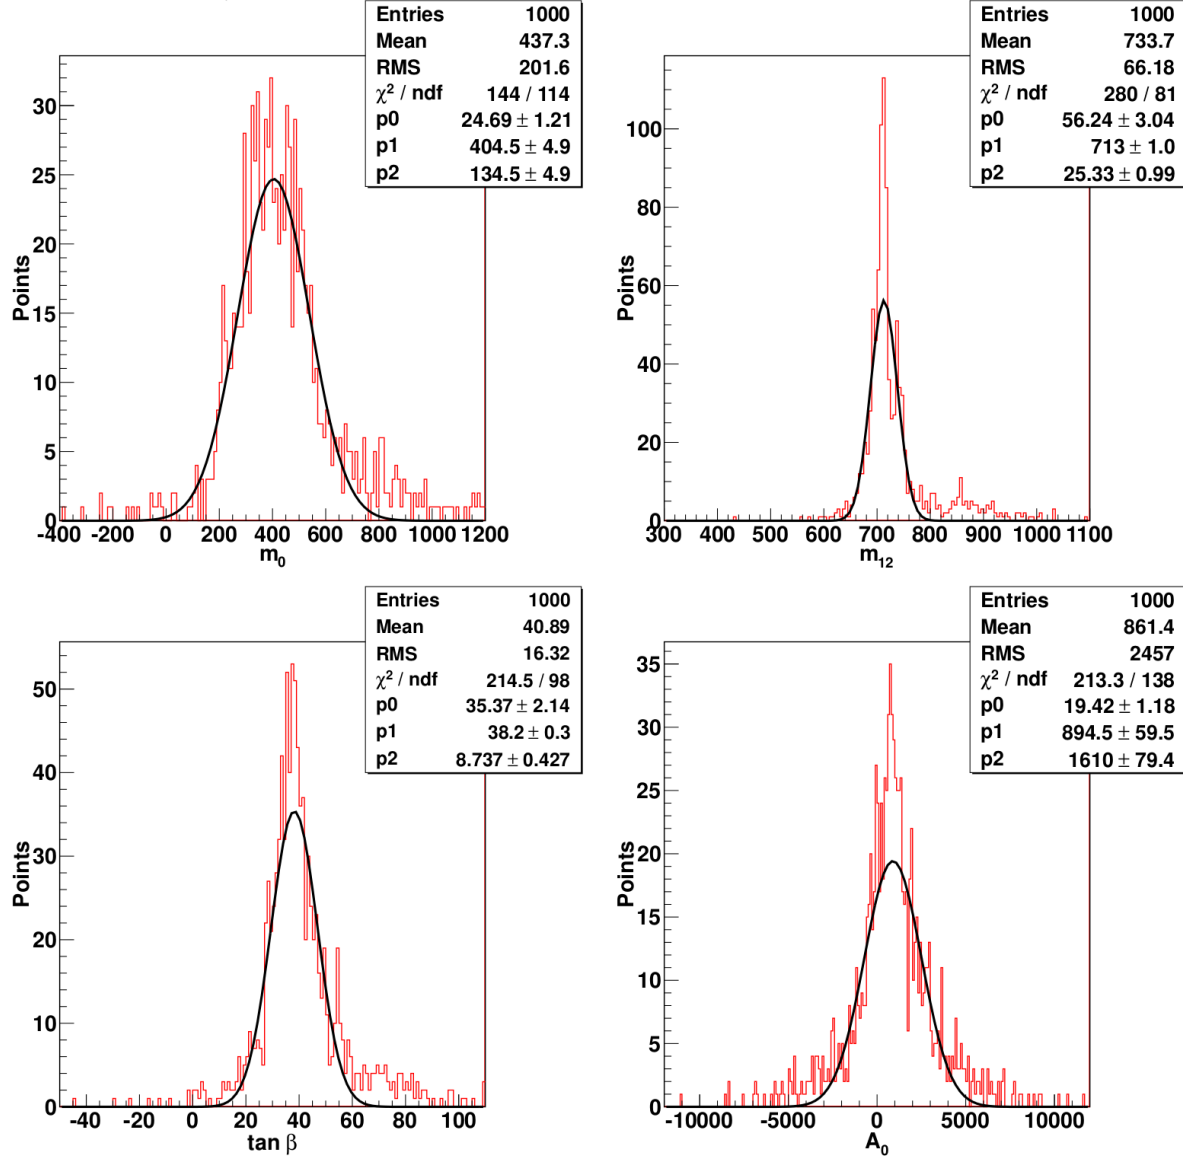 Entries 1000
Mean 437.3
RMS 201.6
χ² / ndf 144 / 114
p0 24.69 ± 1.21
p1 404.5 ± 4.9
p2 134.5 ± 4.9
Points
30
25
20
15
10
5
0
-400 -200 0 200 400 600 800 1000 1200
m₀
Entries 1000
Mean 733.7
RMS 66.18
χ² / ndf 280 / 81
p0 56.24 ± 3.04
p1 713 ± 1.0
p2 25.33 ± 0.99
Points
100
80
60
40
20
0
300 400 500 600 700 800 900 1000 1100
m₁₂
Entries 1000
Mean 40.89
RMS 16.32
χ² / ndf 214.5 / 98
p0 35.37 ± 2.14
p1 38.2 ± 0.3
p2 8.737 ± 0.427
Points
50
40
30
20
10
0
-40 -20 0 20 40 60 80 100
tan β
Entries 1000
Mean 861.4
RMS 2457
χ² / ndf 213.3 / 138
p0 19.42 ± 1.18
p1 894.5 ± 59.5
p2 1610 ± 79.4
Points
35
30
25
20
15
10
5
0
-10000 -5000 0 5000 10000
A₀